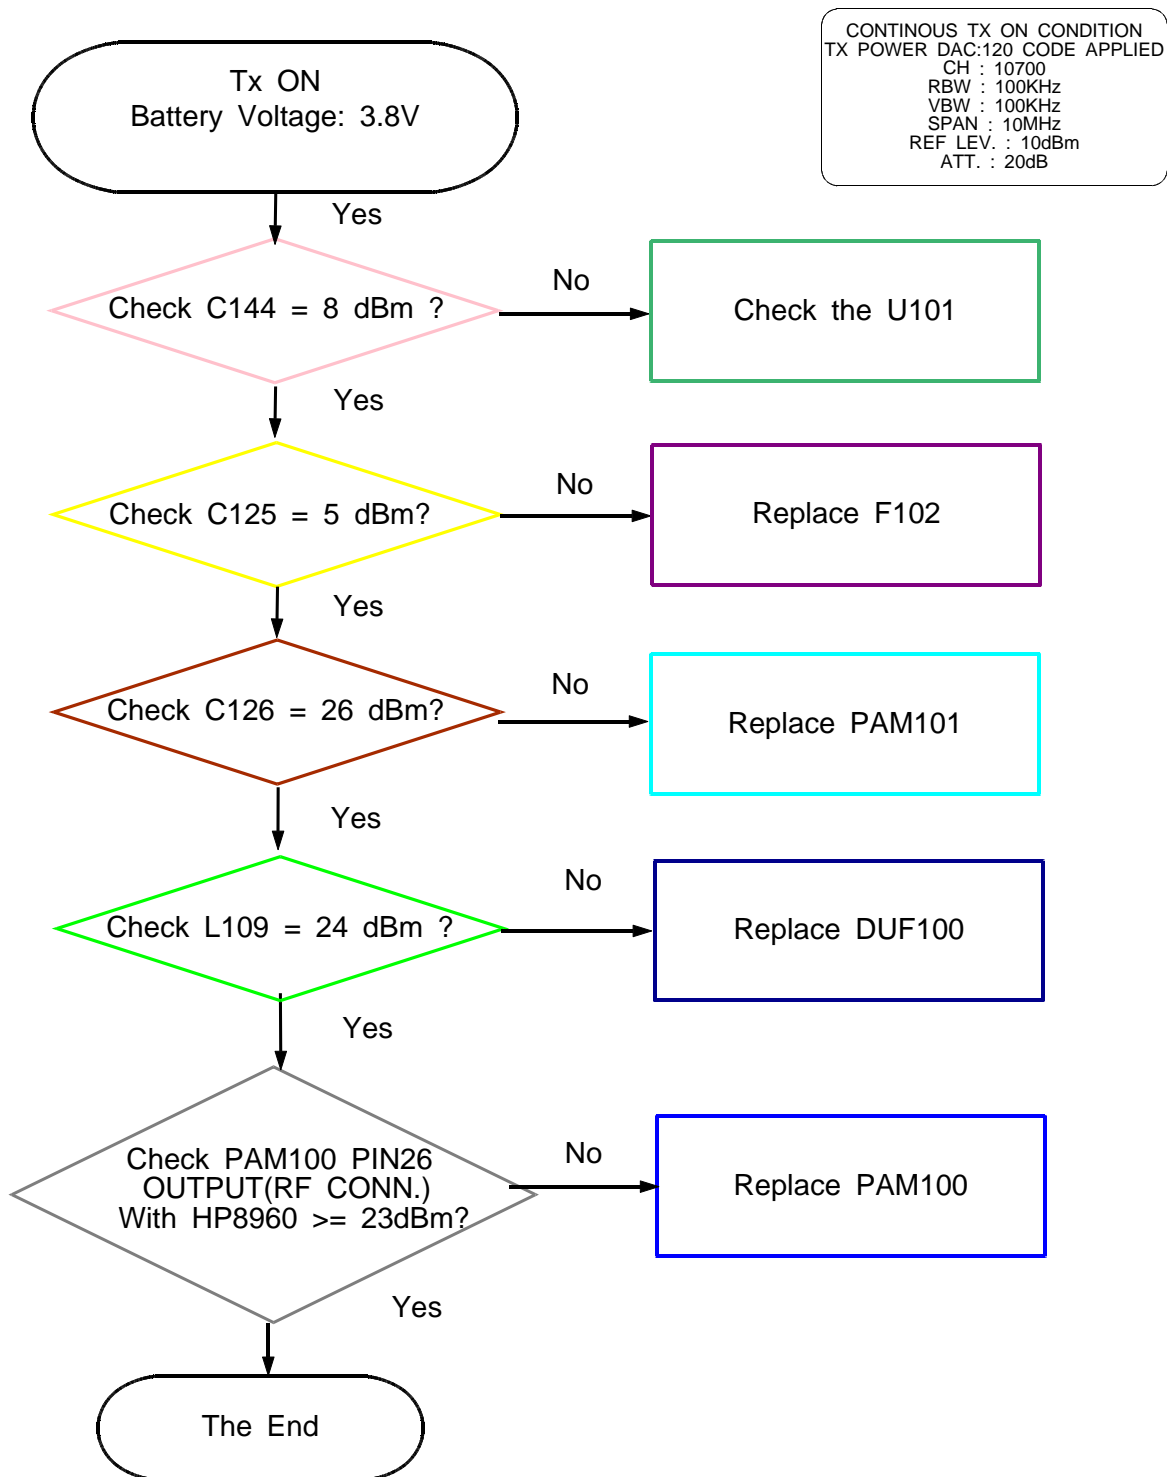 CONTINOUS TX ON CONDITION
TX POWER DAC:120 CODE APPLIED
CH : 10700
RBW : 100KHz
VBW : 100KHz
SPAN : 10MHz
REF LEV. : 10dBm
ATT. : 20dB
Tx ON
Battery Voltage: 3.8V
Yes
Check C144 = 8 dBm ?
No
Check the U101
Yes
Check C125 = 5 dBm?
No
Replace F102
Yes
Check C126 = 26 dBm?
No
Replace PAM101
Yes
Check L109 = 24 dBm ?
No
Replace DUF100
Yes
Check PAM100 PIN26
OUTPUT(RF CONN.)
With HP8960 >= 23dBm?
No
Replace PAM100
Yes
The End